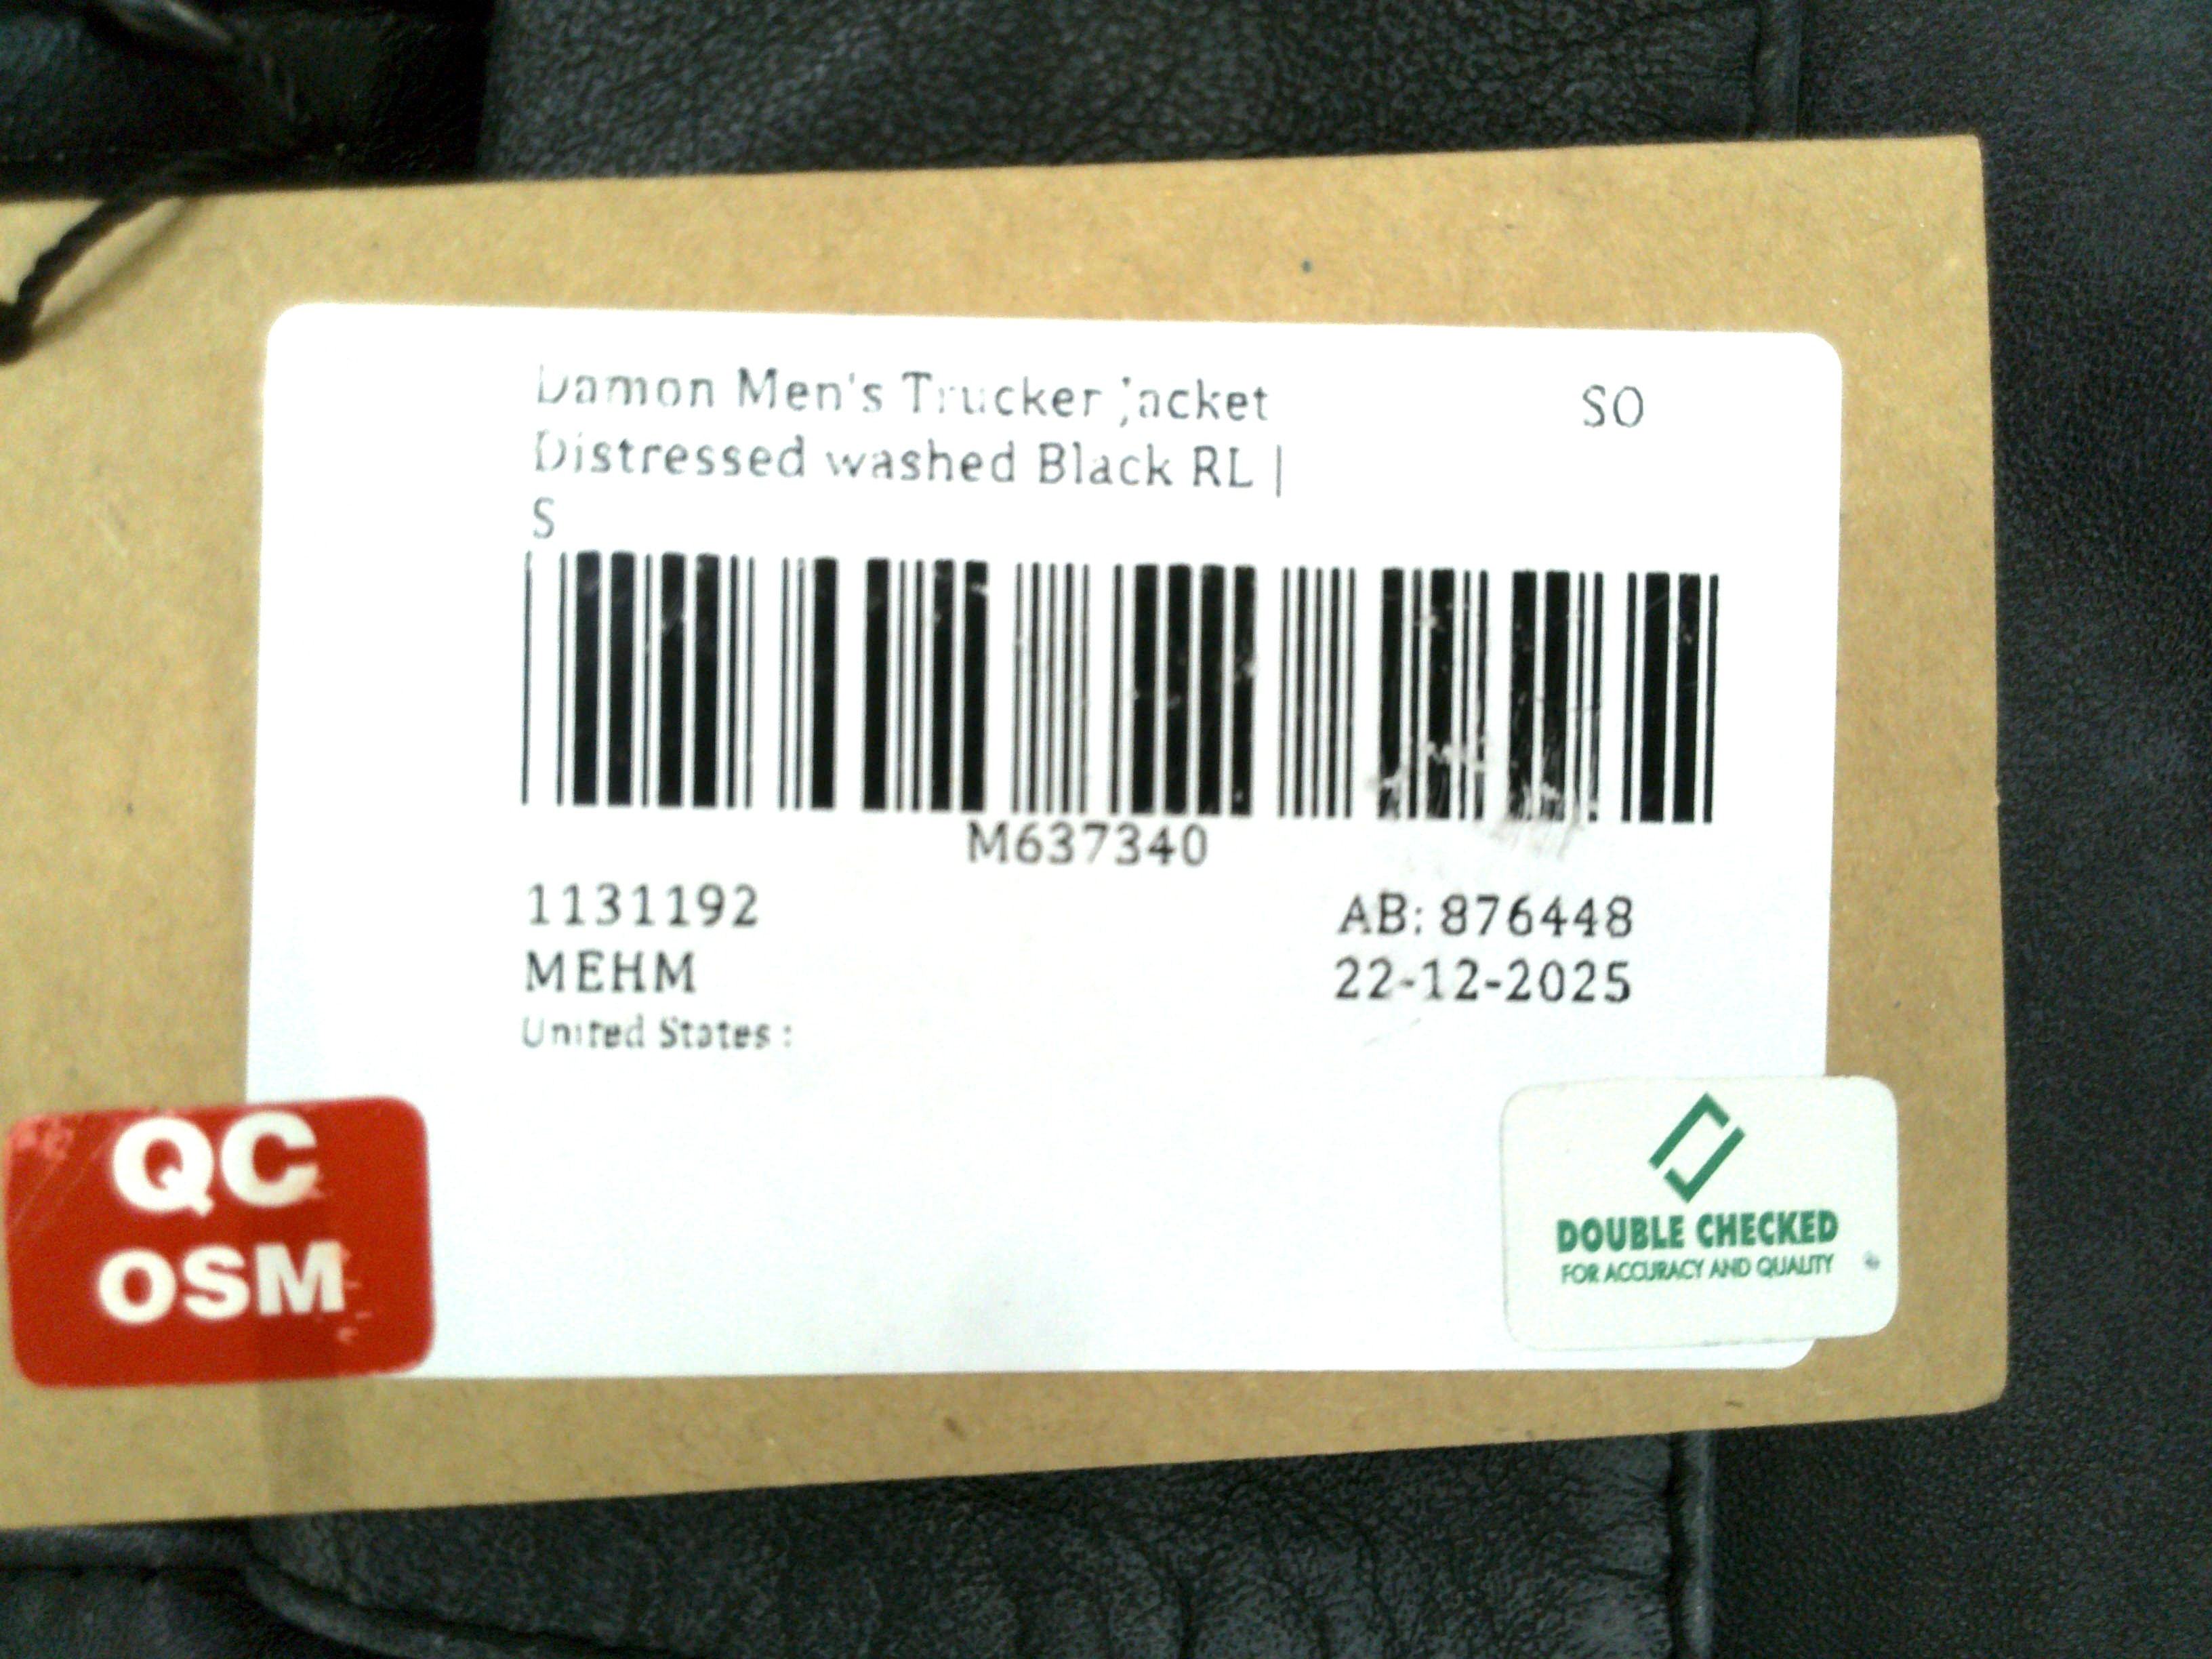 Damon Men's Trucker Jacket
SO
Distressed washed Black RL |
S
M637340
1131192
AB: 876448
MEHM
22-12-2025
United States :
QC
OSM
DOUBLE CHECKED
FOR ACCURACY AND QUALITY